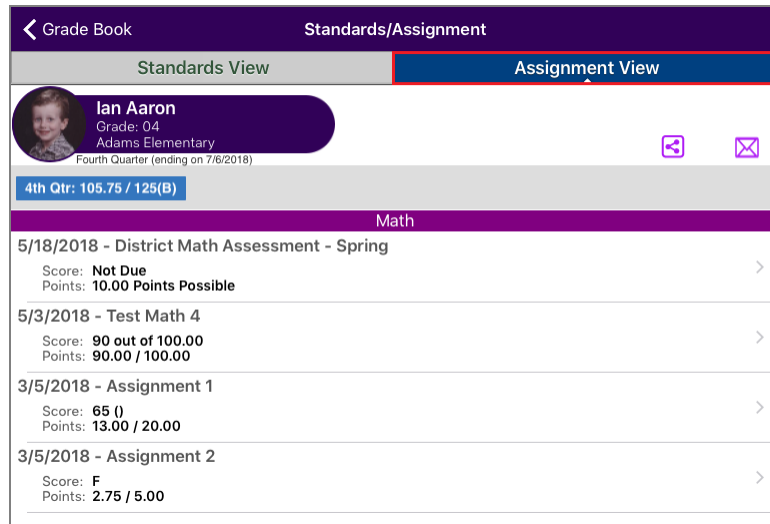 Grade Book
Standards/Assignment
Standards View
Assignment View
Ian Aaron
Grade: 04
Adams Elementary
Fourth Quarter (ending on 7/6/2018)
4th Qtr: 105.75 / 125(B)
Math
5/18/2018 - District Math Assessment - Spring
Score: Not Due
Points: 10.00 Points Possible
5/3/2018 - Test Math 4
Score: 90 out of 100.00
Points: 90.00 / 100.00
3/5/2018 - Assignment 1
Score: 65 ()
Points: 13.00 / 20.00
3/5/2018 - Assignment 2
Score: F
Points: 2.75 / 5.00